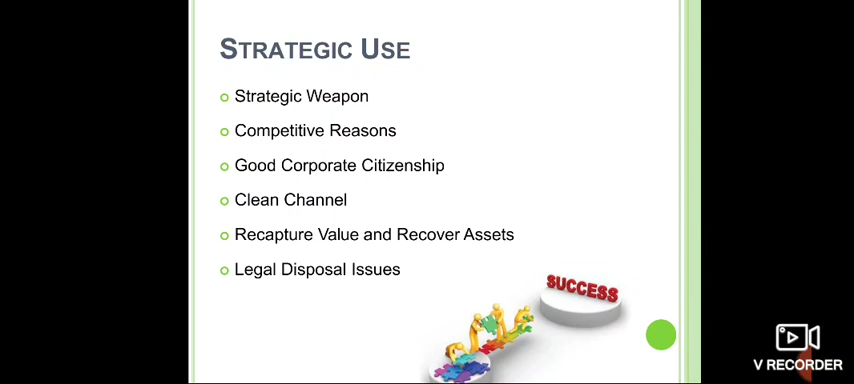 STRATEGIC USE
Strategic Weapon
Competitive Reasons
Good Corporate Citizenship
Clean Channel
Recapture Value and Recover Assets
Legal Disposal Issues
SUCCESS
V RECORDER